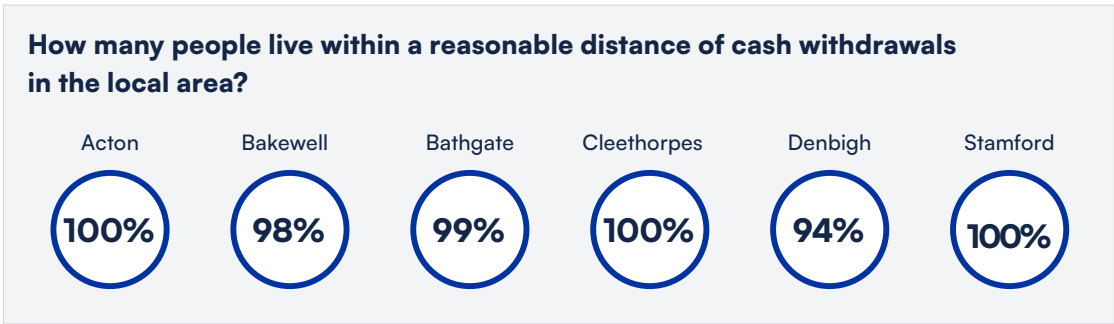 How many people live within a reasonable distance of cash withdrawals
in the local area?
Acton Bakewell Bathgate Cleethorpes Denbigh Stamford
100% 98% 99% 100% 94% 100%